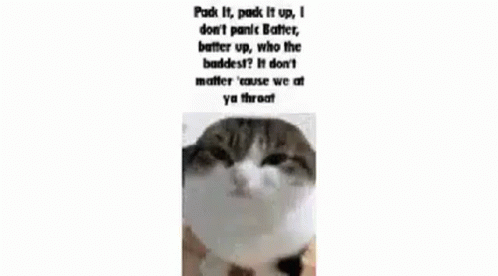 Pack it, pack it up, I
don't panic Batter,
batter up, who the
baddest? It don't
matter 'cause we at
ya throat